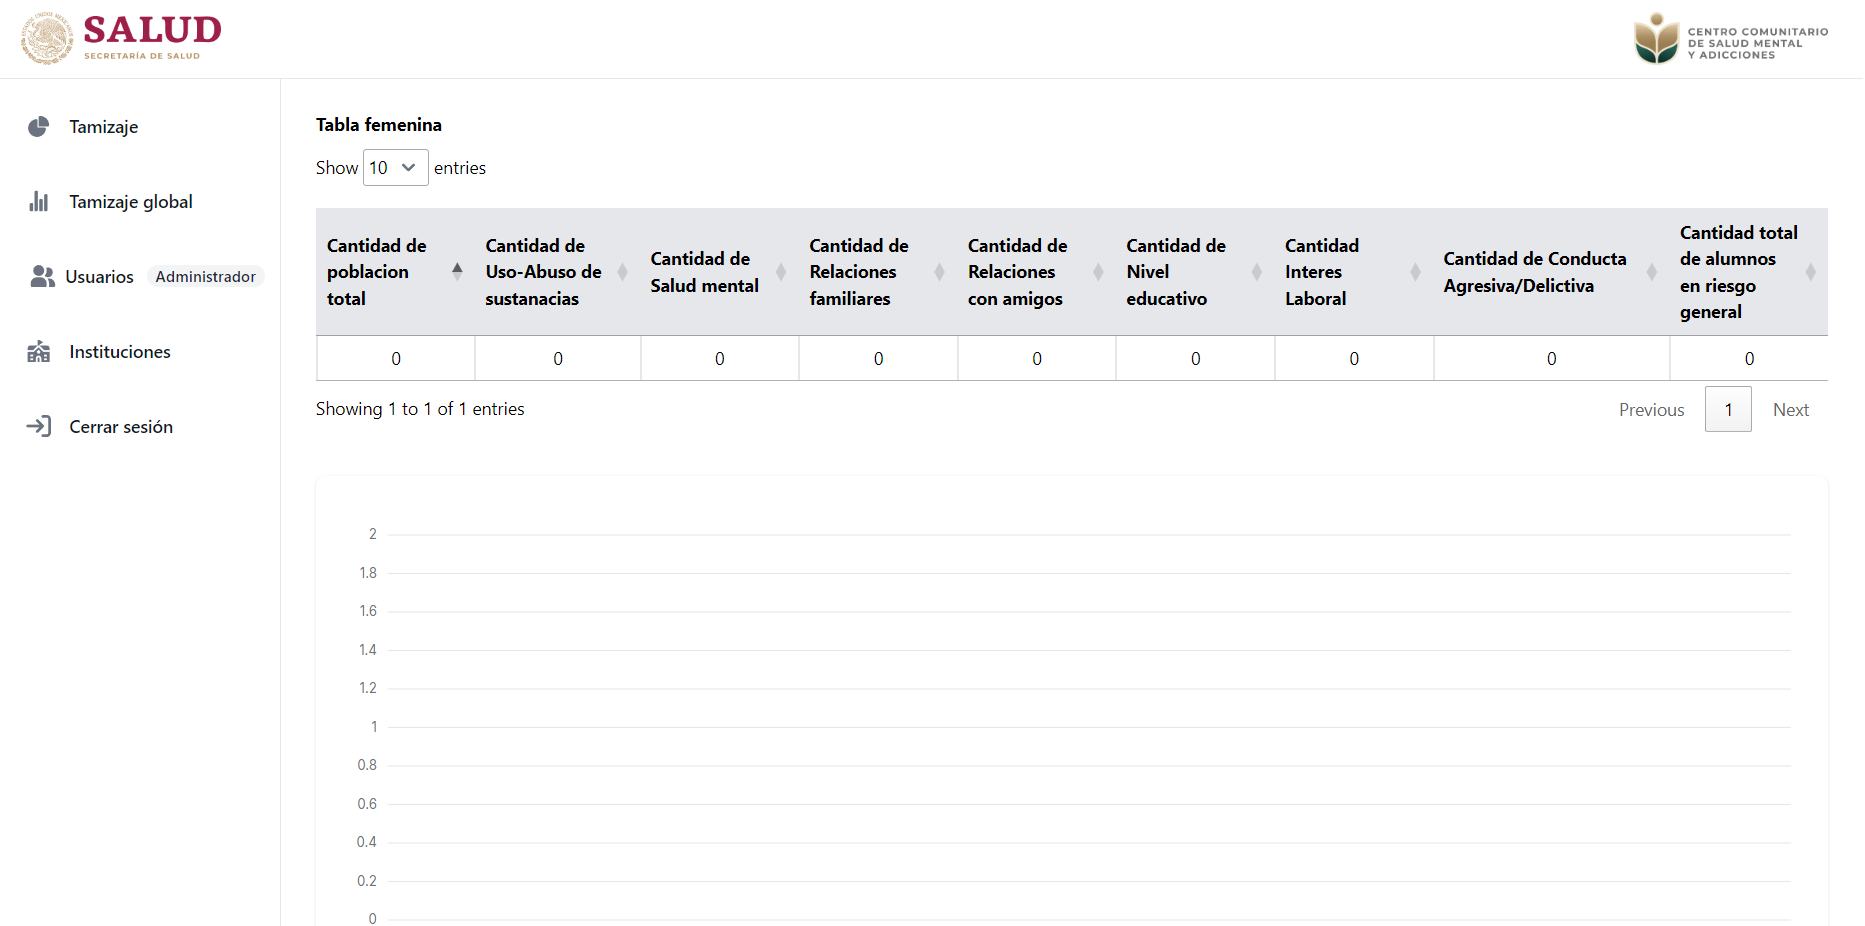 SALUD
SECRETARÍA DE SALUD
CENTRO COMUNITARIO
DE SALUD MENTAL
Y ADICCIONES
Tamizaje
Tamizaje global
Usuarios Administrador
Instituciones
Cerrar sesión
Tabla femenina
Show 10 entries
Cantidad de
poblacion
total
Cantidad de
Uso-Abuso de
sustanacias
Cantidad de
Salud mental
Cantidad de
Relaciones
familiares
Cantidad de
Relaciones
con amigos
Cantidad de
Nivel
educativo
Cantidad
Interes
Laboral
Cantidad de Conducta
Agresiva/Delictiva
Cantidad total
de alumnos
en riesgo
general
0 0 0 0 0 0 0 0 0
Showing 1 to 1 of 1 entries
Previous 1 Next
2
1.8
1.6
1.4
1.2
1
0.8
0.6
0.4
0.2
0